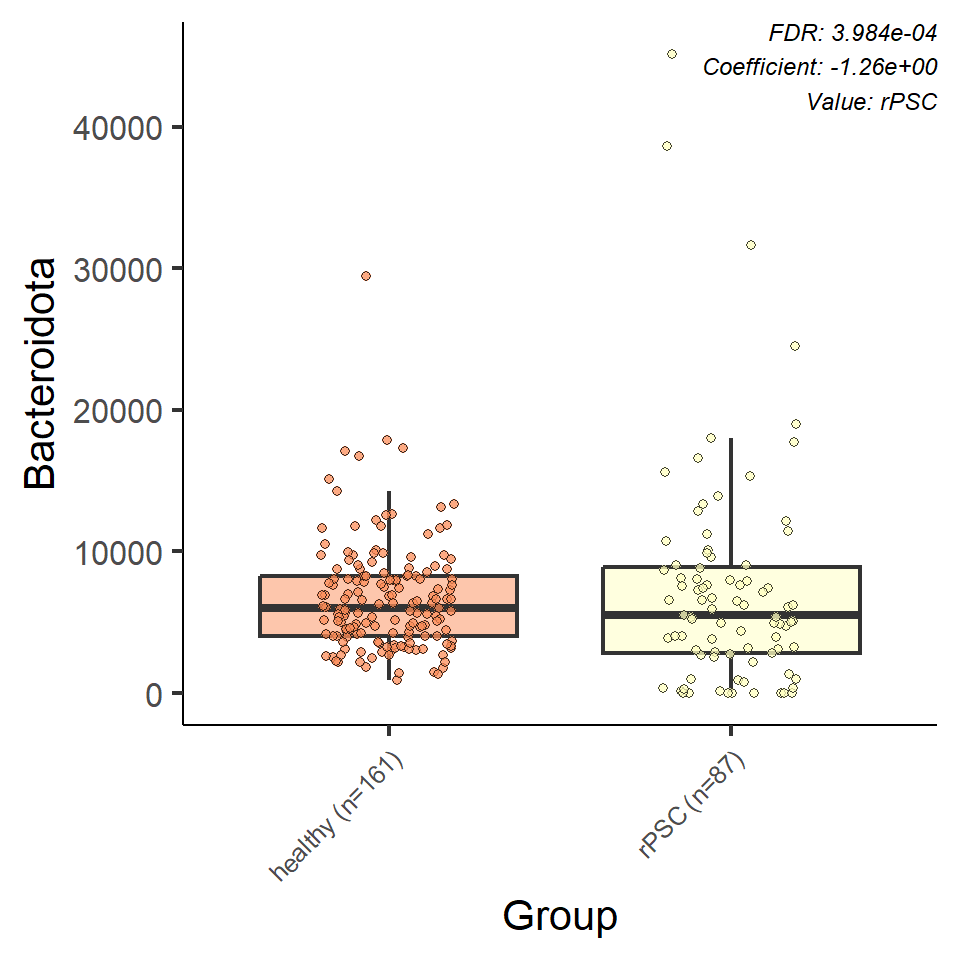 FDR: 3.984e-04
Coefficient: -1.26e+00
Value: rPSC
Bacteroidota
40000
30000
20000
10000
0
healthy (n=161)
rPSC (n=87)
Group